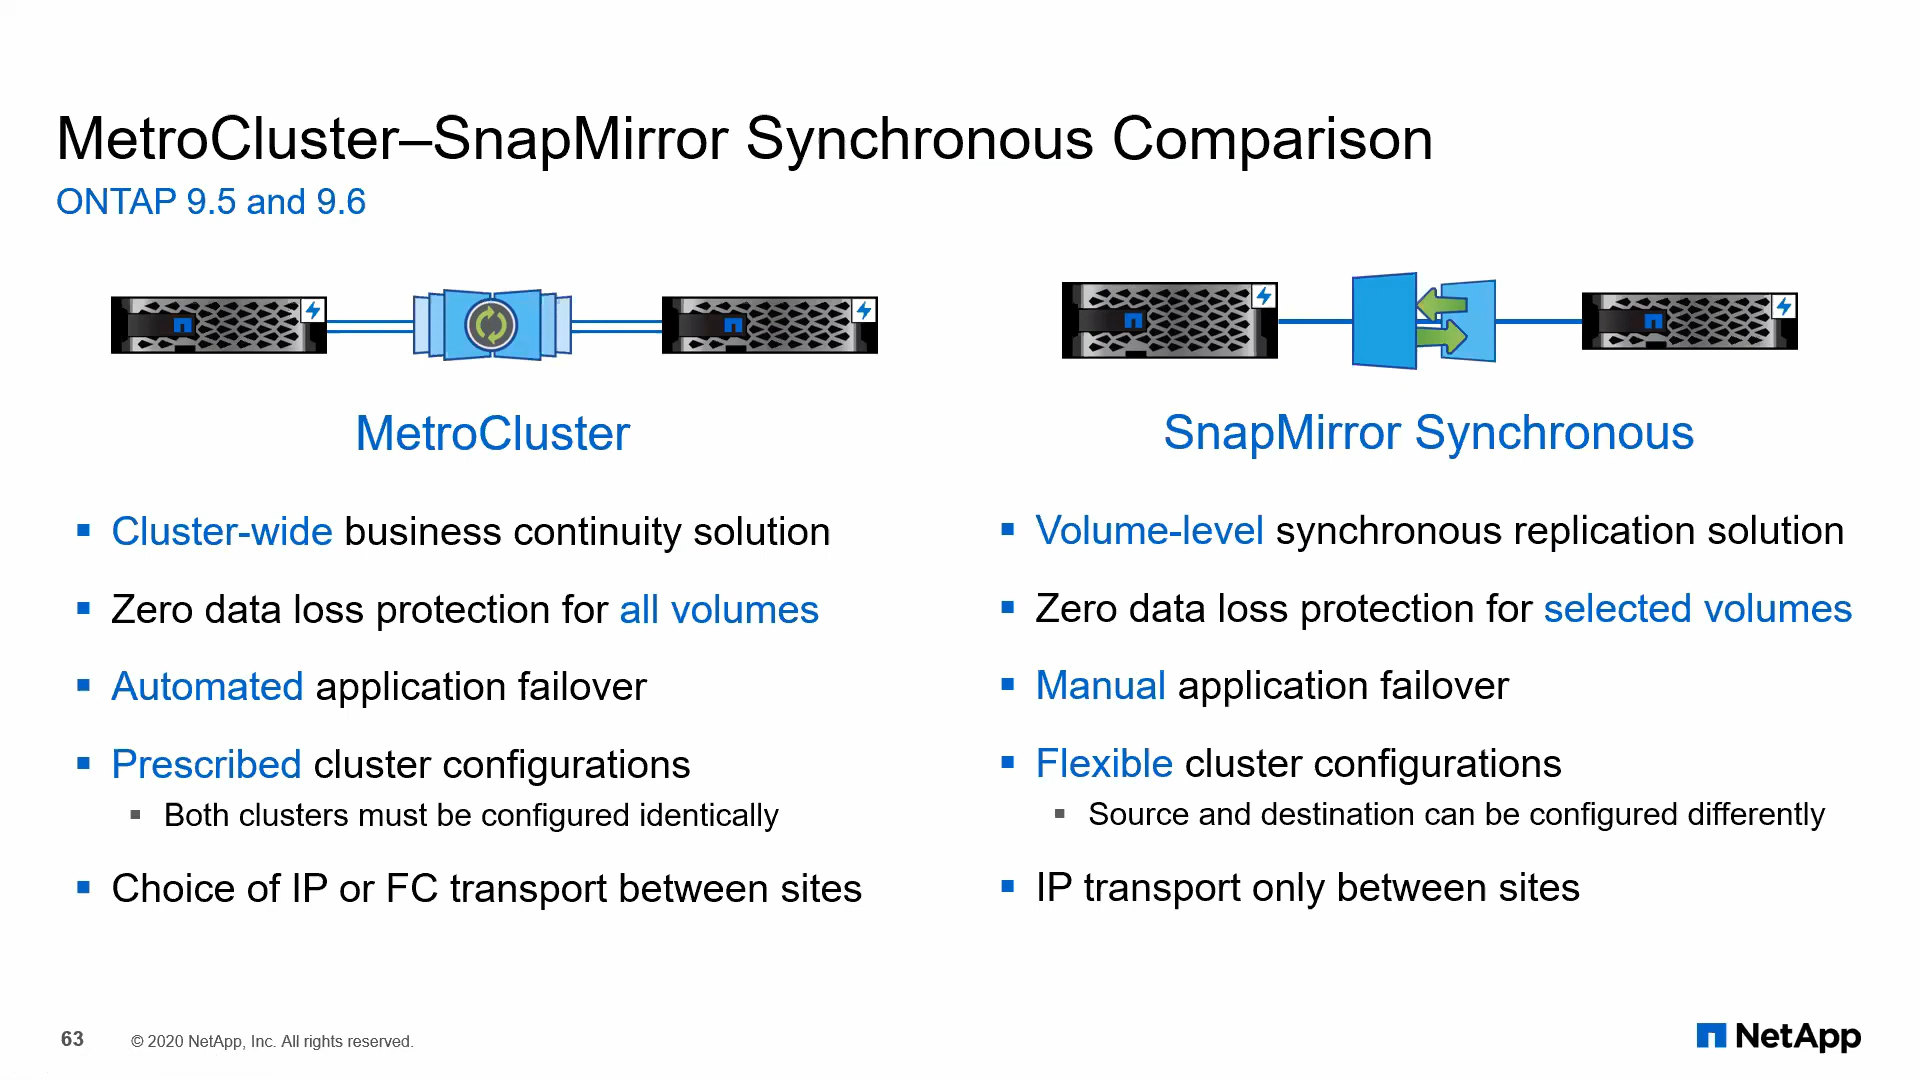 MetroCluster–SnapMirror Synchronous Comparison
ONTAP 9.5 and 9.6
MetroCluster
Cluster-wide business continuity solution
Zero data loss protection for all volumes
Automated application failover
Prescribed cluster configurations
Both clusters must be configured identically
Choice of IP or FC transport between sites
SnapMirror Synchronous
Volume-level synchronous replication solution
Zero data loss protection for selected volumes
Manual application failover
Flexible cluster configurations
Source and destination can be configured differently
IP transport only between sites
63
© 2020 NetApp, Inc. All rights reserved.
NetApp